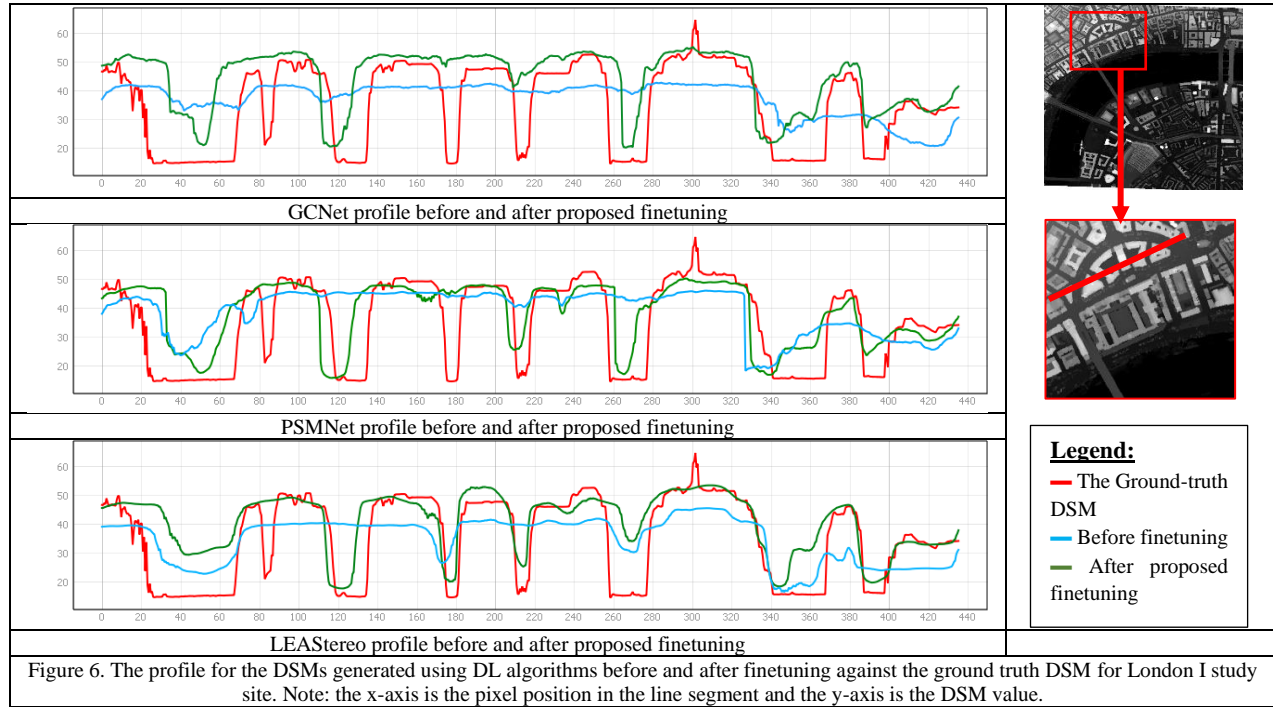 60
50
40
30
20
0 20 40 60 80 100 120 140 160 180 200 220 240 260 280 300 320 340 360 380 400 420 440
GCNet profile before and after proposed finetuning
60
50
40
30
20
0 20 40 60 80 100 120 140 160 180 200 220 240 260 280 300 320 340 360 380 400 420 440
PSMNet profile before and after proposed finetuning
60
50
40
30
20
0 20 40 60 80 100 120 140 160 180 200 220 240 260 280 300 320 340 360 380 400 420 440
LEAStereo profile before and after proposed finetuning
Legend:
The Ground-truth
DSM
Before finetuning
After proposed
finetuning
Figure 6. The profile for the DSMs generated using DL algorithms before and after finetuning against the ground truth DSM for London I study
site. Note: the x-axis is the pixel position in the line segment and the y-axis is the DSM value.